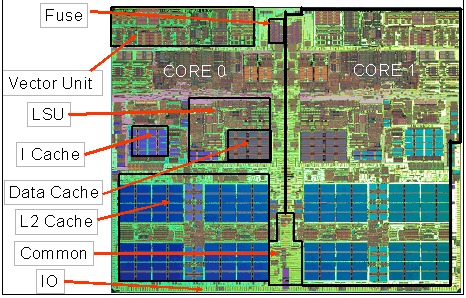 Fuse
Vector Unit
CORE 0
CORE 1
LSU
I Cache
Data Cache
L2 Cache
Common
IO